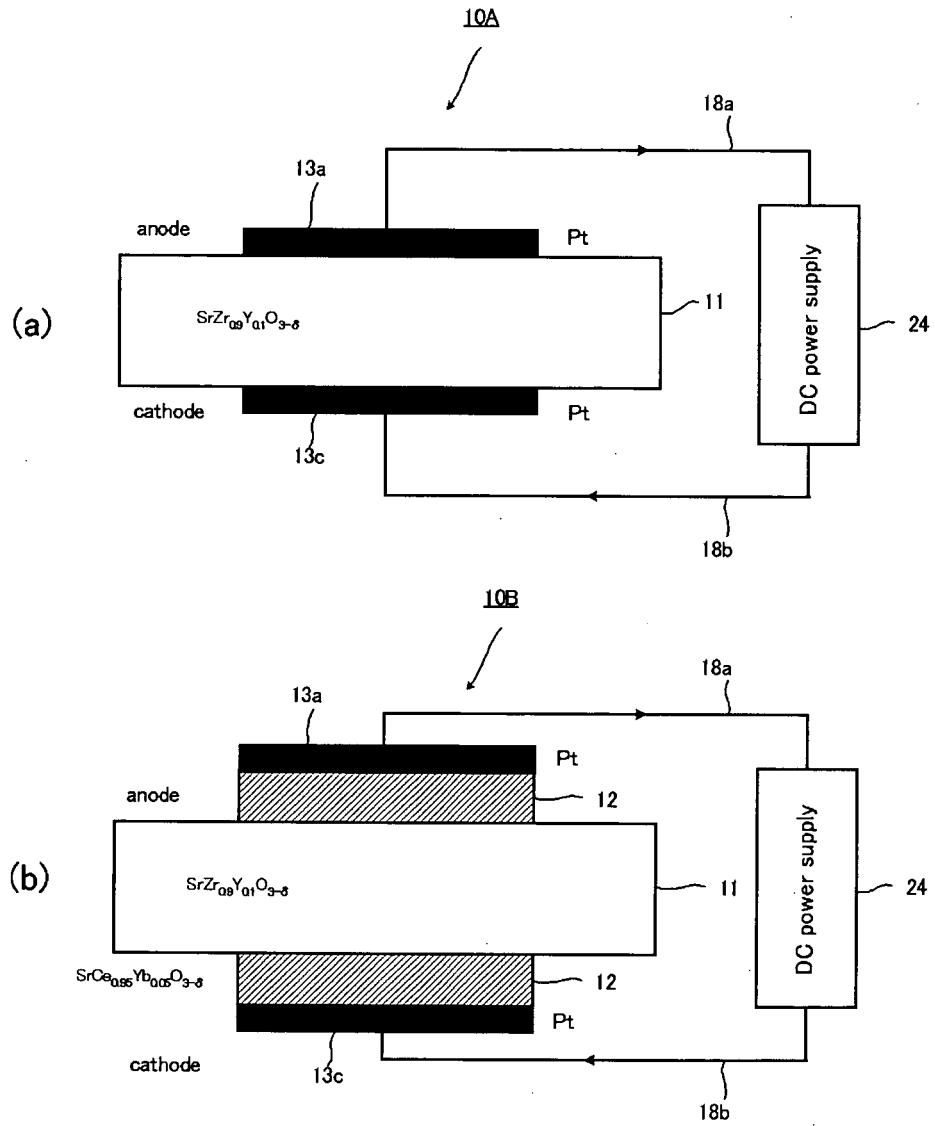 10A
18a
13a
anode
Pt
11
(a)
SrZr0.9Y0.1O3-δ
DC power supply
24
cathode
Pt
13c
18b
10B
18a
13a
Pt
anode
12
(b)
SrZr0.9Y0.1O3-δ
11
DC power supply
24
SrCe0.95Yb0.05O3-δ
12
Pt
cathode
13c
18b